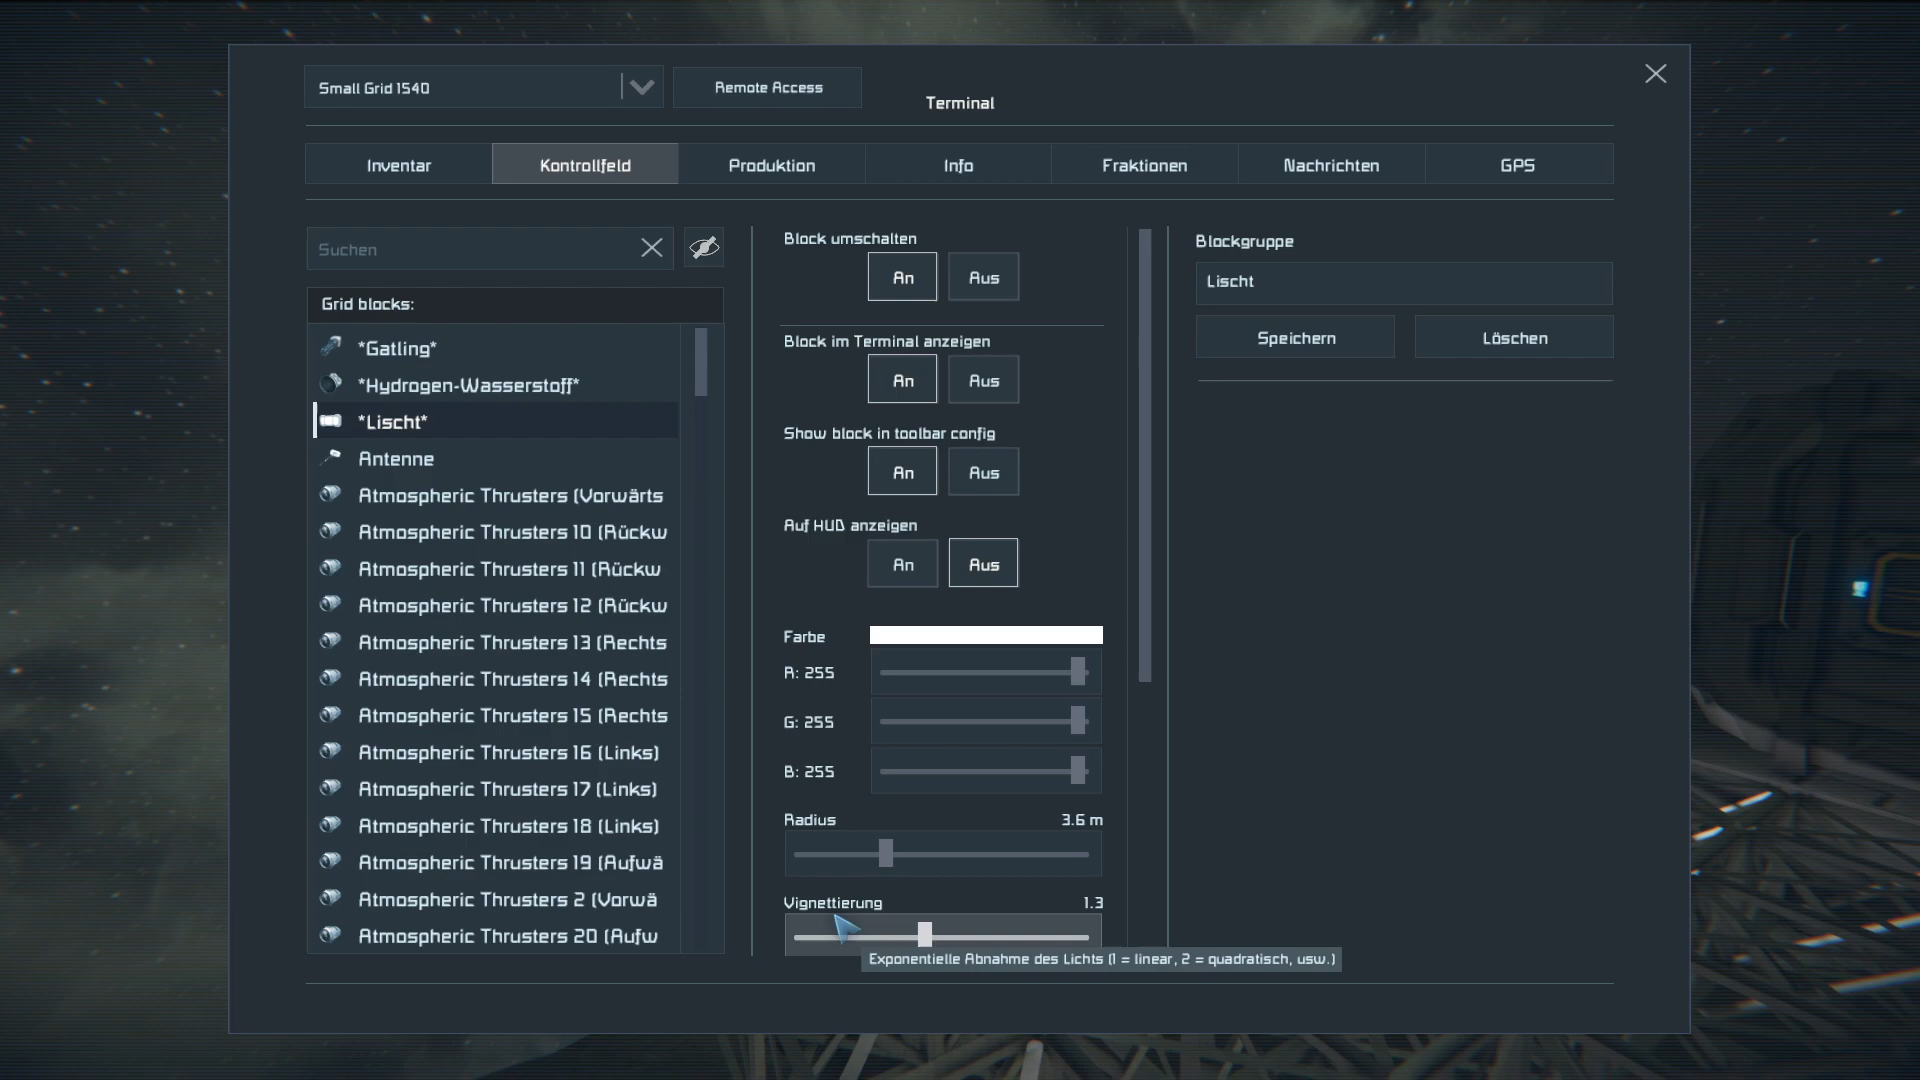 Small Grid 1540
Remote Access
Terminal
Inventar
Kontrollfeld
Produktion
Info
Fraktionen
Nachrichten
GPS
Suchen
Grid blocks:
*Gatling*
*Hydrogen-Wasserstoff*
*Lischt*
Antenne
Atmospheric Thrusters (Vorwärts
Atmospheric Thrusters 10 (Rückw
Atmospheric Thrusters 11 (Rückw
Atmospheric Thrusters 12 (Rückw
Atmospheric Thrusters 13 (Rechts
Atmospheric Thrusters 14 (Rechts
Atmospheric Thrusters 15 (Rechts
Atmospheric Thrusters 16 (Links)
Atmospheric Thrusters 17 (Links)
Atmospheric Thrusters 18 (Links)
Atmospheric Thrusters 19 (Aufwä
Atmospheric Thrusters 2 (Vorwä
Atmospheric Thrusters 20 (Aufw
Block umschalten
An Aus
Block im Terminal anzeigen
An Aus
Show block in toolbar config
An Aus
Auf HUD anzeigen
An Aus
Farbe
R: 255
G: 255
B: 255
Radius 3.6 m
Vignettierung 1.3
Exponentielle Abnahme des Lichts (1 = linear, 2 = quadratisch, usw.)
Blockgruppe
Lischt
Speichern
Löschen